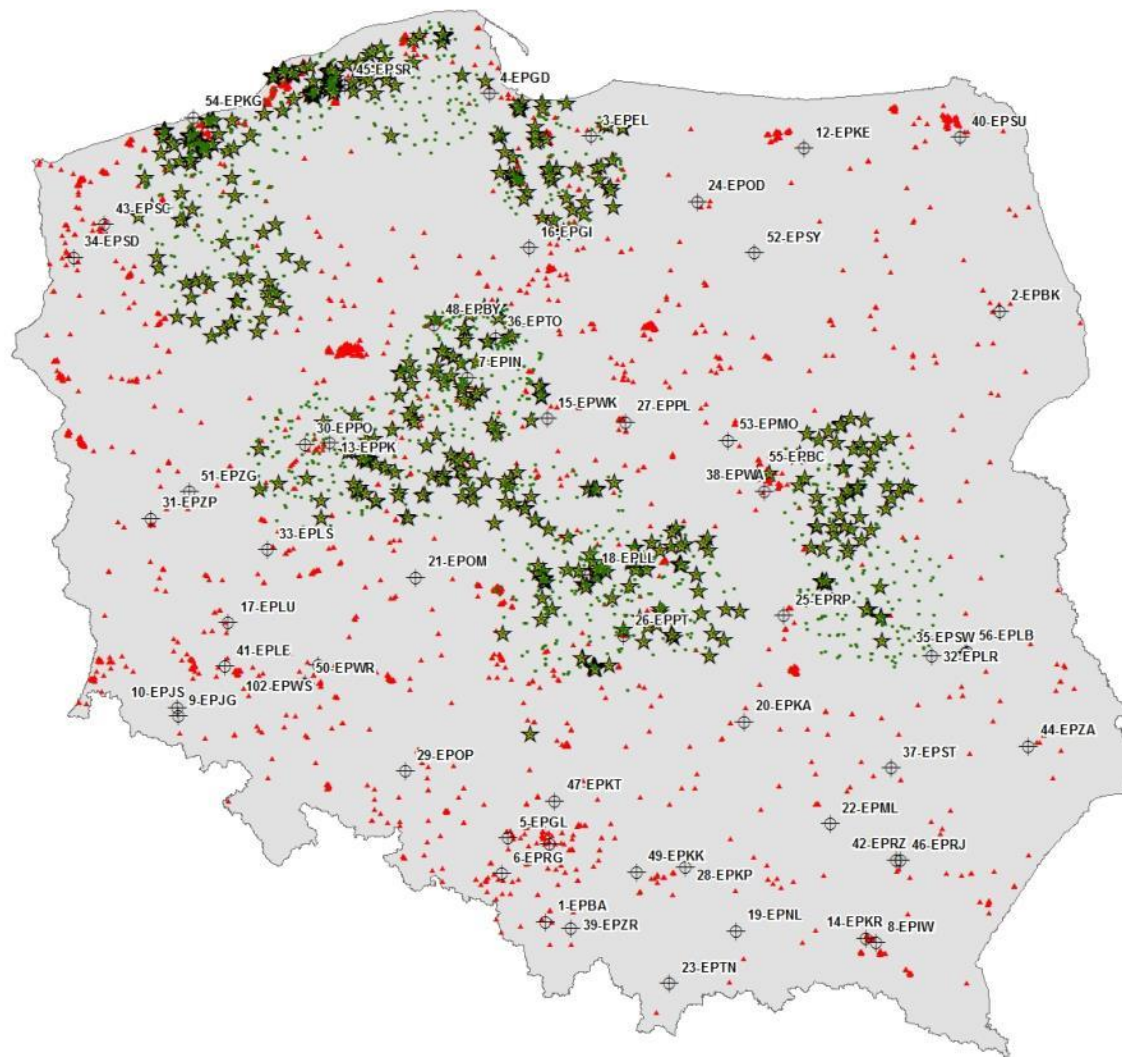 45-EPSR
4-EPGD
54-EPKG
3-EPEL
12-EPKE
40-EPSU
24-EPOD
43-EPSC
16-EPGI
52-EPSY
34-EPSD
2-EPBK
48-EPBY
36-EPTO
7-EPIN
15-EPWK
27-EPPL
30-EPPO
53-EPMO
13-EPPK
55-EPBC
51-EPZG
38-EPWA
31-EPZP
33-EPLS
21-EPOM
18-EPLL
17-EPLU
25-EPRP
26-EPPT
35-EPSW
56-EPLB
41-EPLE
50-EPWR
32-EPLR
102-EPWS
10-EPJS
9-EPJG
20-EPKA
44-EPZA
29-EPOP
37-EPST
47-EPKT
22-EPML
5-EPGL
42-EPRZ
46-EPRJ
6-EPRG
49-EPKK
28-EPKP
1-EPBA
39-EPZR
19-EPNL
14-EPKR
8-EPIW
23-EPTN